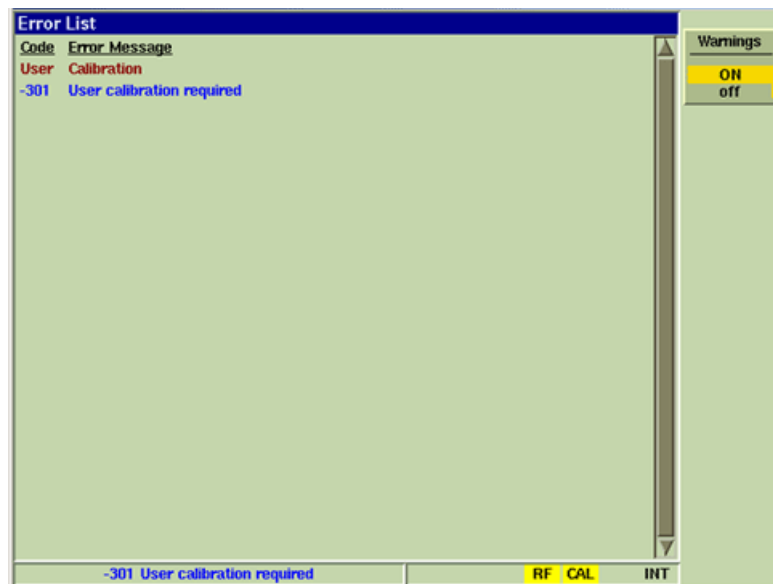 Error List
Code Error Message
User Calibration
-301 User calibration required
Warnings
ON
off
-301 User calibration required
RF CAL INT